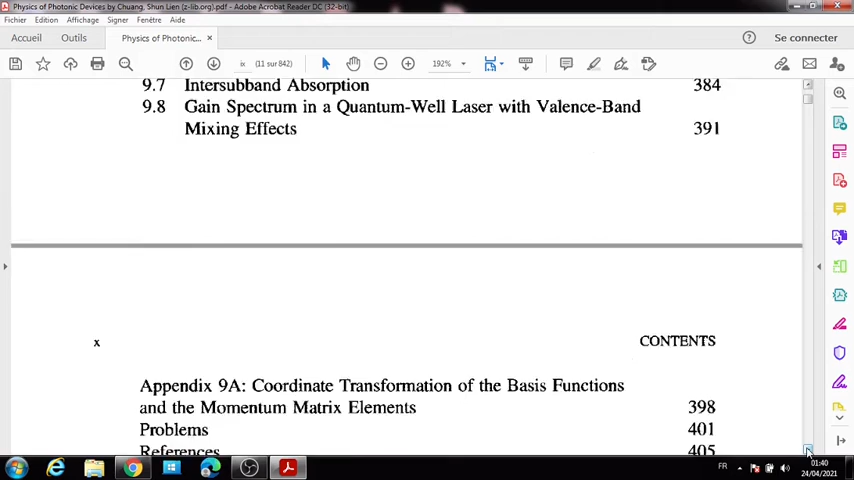 Physics of Photonic Devices by Chuang, Shun Lien (z-lib.org).pdf - Adobe Acrobat Reader DC (32-bit)
Fichier Edition Affichage Signer Fenêtre Aide
Accueil Outils Physics of Photonic... × Se connecter
ix (11 sur 842) 192%
9.7 Intersubband Absorption 384
9.8 Gain Spectrum in a Quantum-Well Laser with Valence-Band
Mixing Effects 391
x CONTENTS
Appendix 9A: Coordinate Transformation of the Basis Functions
and the Momentum Matrix Elements 398
Problems 401
References 405
FR 01:40
24/04/2021